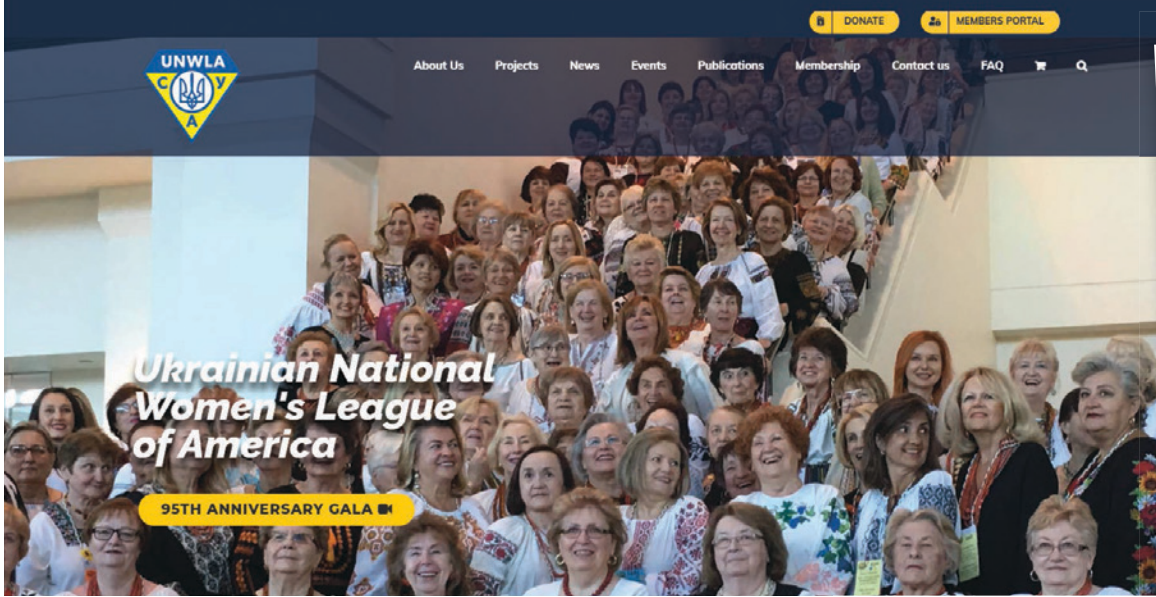 DONATE
MEMBERS PORTAL
UNWLA
С У
А
About Us Projects News Events Publications Membership Contact us FAQ
Ukrainian National
Women's League
of America
95TH ANNIVERSARY GALA